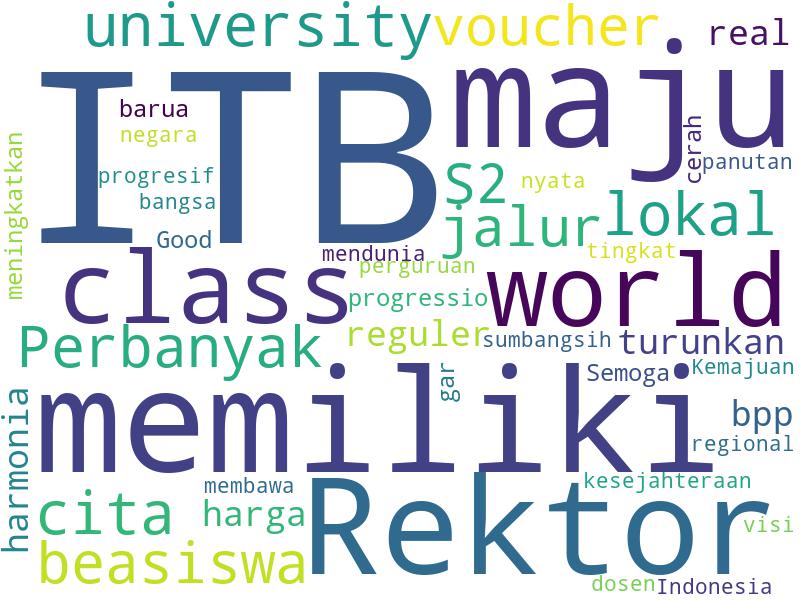 university
voucher
real
ITB
maju
barua
negara
cerah
panutan
meningkatkan
progresif
bangsa
S2
nyata
jalur
lokal
Good
mendunia
tingkat
class
perguruan
progressio
world
Perbanyak
reguler
sumbangsih
turunkan
memiliki
gar
Semoga
Kemajuan
harmonia
bpp
regional
cita
membawa
harga
Rektor
kesejahteraan
visi
beasiswa
dosen
Indonesia